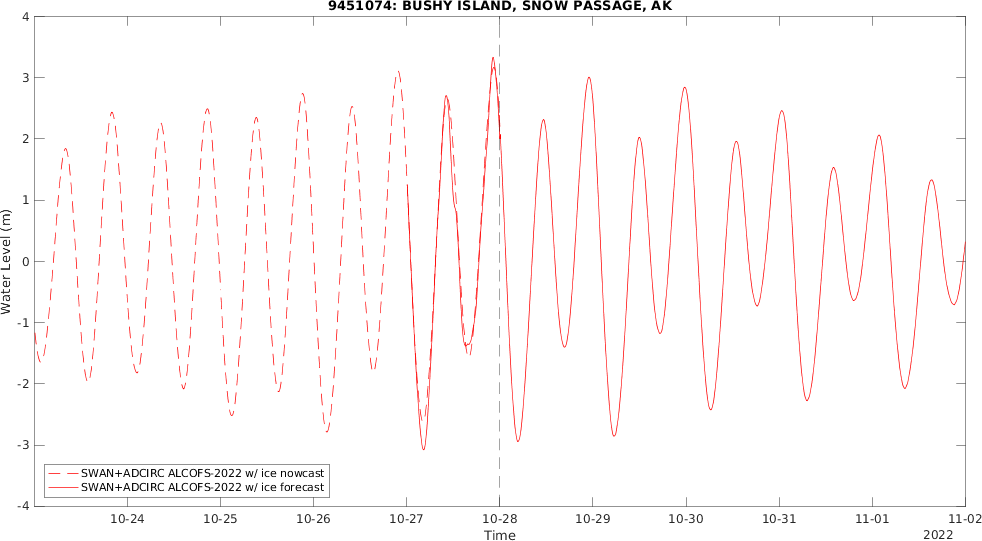 9451074: BUSHY ISLAND, SNOW PASSAGE, AK
4
3
2
1
0
-1
-2
-3
-4
Water Level (m)
SWAN+ADCIRC ALCOFS-2022 w/ ice nowcast
SWAN+ADCIRC ALCOFS-2022 w/ ice forecast
10-24 10-25 10-26 10-27 10-28 10-29 10-30 10-31 11-01 11-02
Time
2022